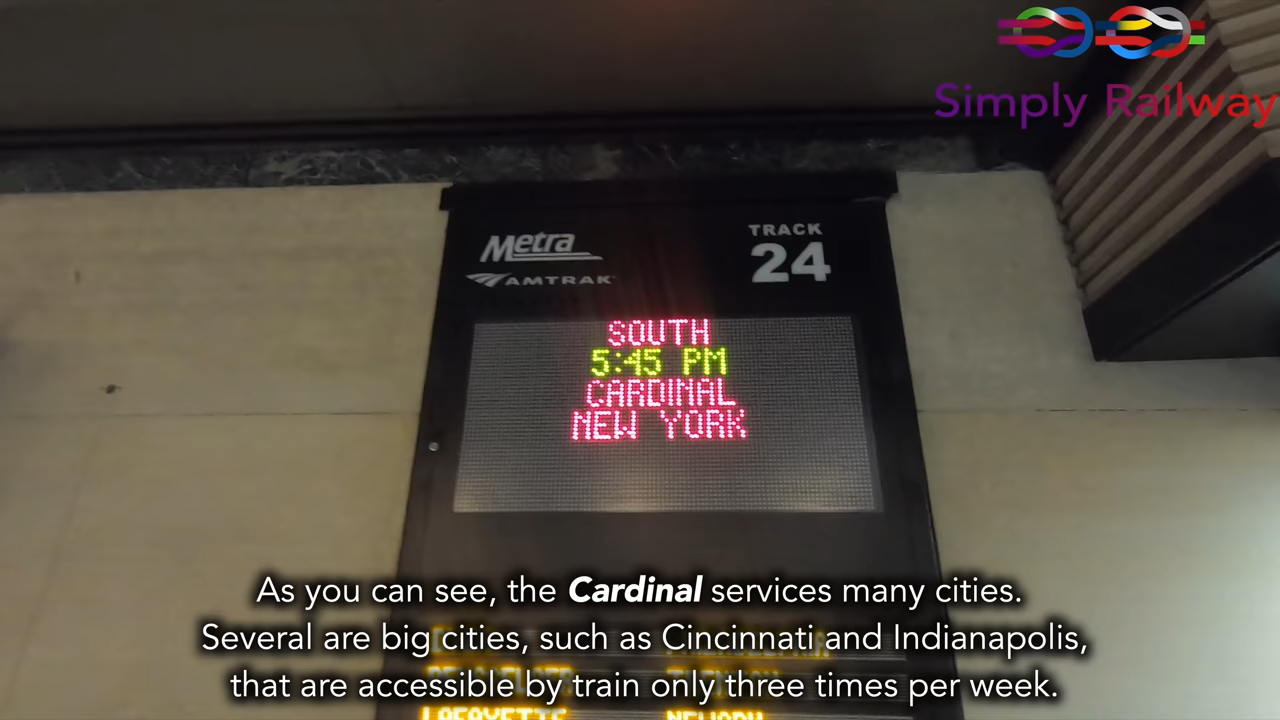 Simply Railway
Metra
AMTRAK
TRACK
24
SOUTH
5:45 PM
CARDINAL
NEW YORK
As you can see, the Cardinal services many cities.
Several are big cities, such as Cincinnati and Indianapolis,
that are accessible by train only three times per week.
LAFAYETTE NEWARK